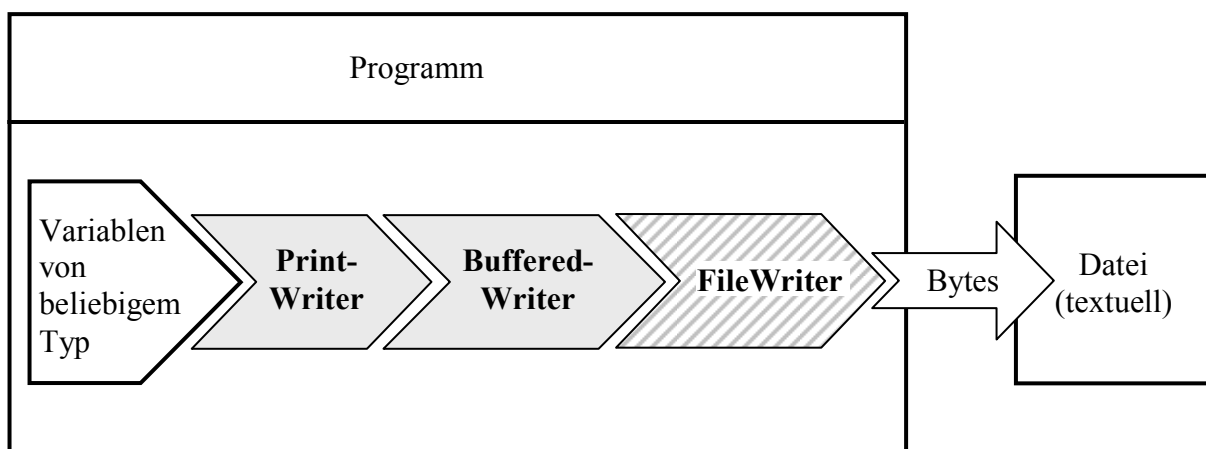 Programm
Variablen
von
beliebigem
Typ
Print-
Writer
Buffered-
Writer
FileWriter
Bytes
Datei
(textuell)